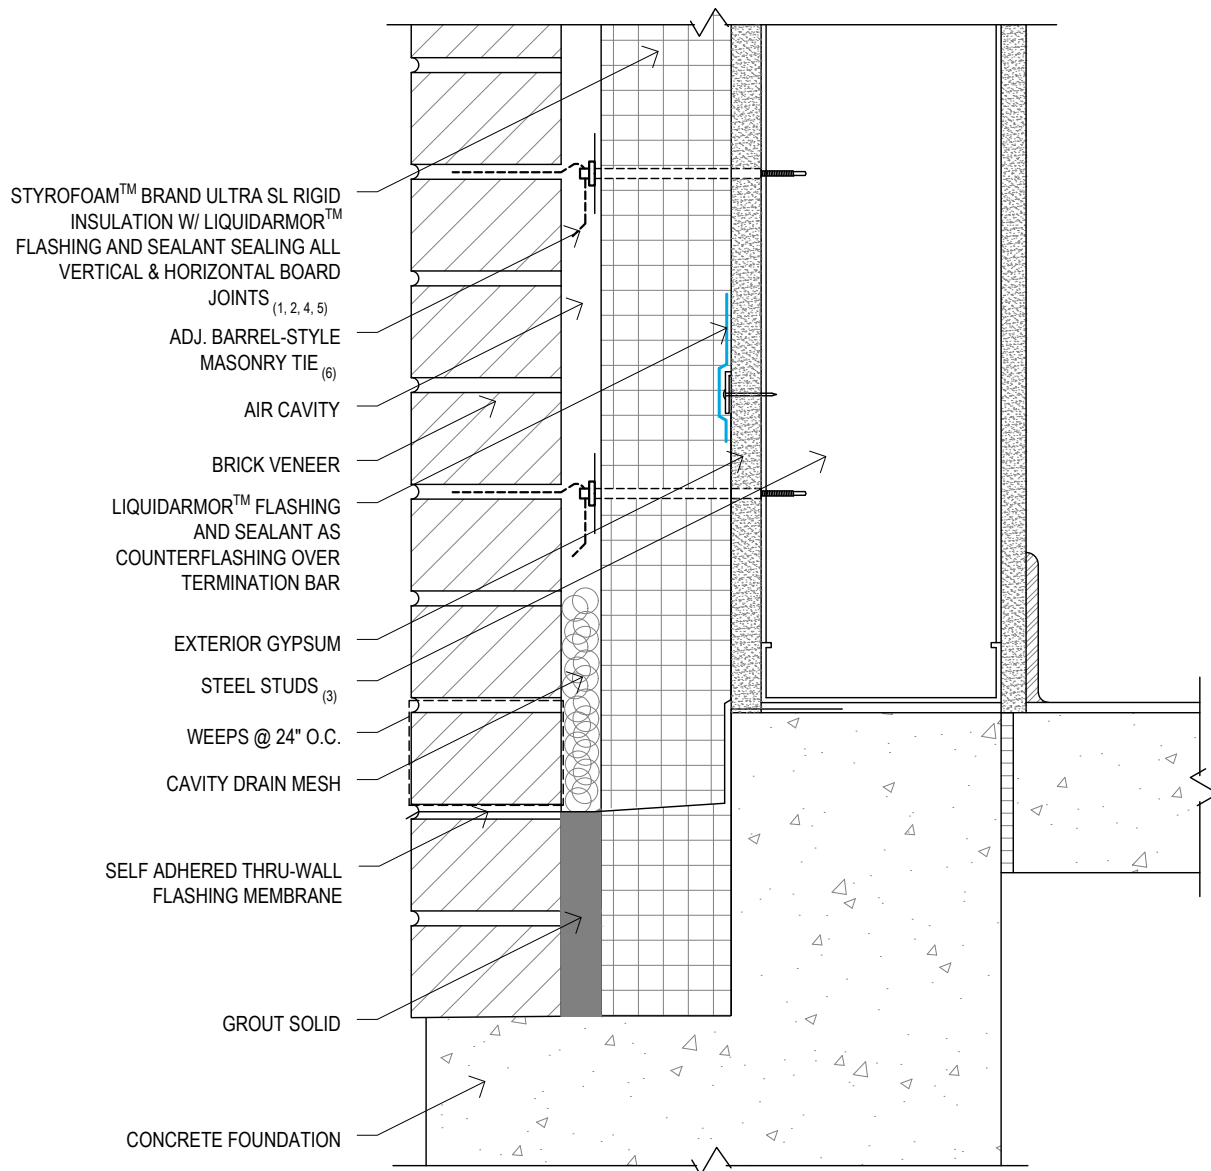 STYROFOAM™ BRAND ULTRA SL RIGID
INSULATION W/ LIQUIDARMOR™
FLASHING AND SEALANT SEALING ALL
VERTICAL & HORIZONTAL BOARD
JOINTS (1, 2, 4, 5)
ADJ. BARREL-STYLE
MASONRY TIE (6)
AIR CAVITY
BRICK VENEER
LIQUIDARMOR™ FLASHING
AND SEALANT AS
COUNTERFLASHING OVER
TERMINATION BAR
EXTERIOR GYPSUM
STEEL STUDS (3)
WEEPS @ 24" O.C.
CAVITY DRAIN MESH
SELF ADHERED THRU-WALL
FLASHING MEMBRANE
GROUT SOLID
CONCRETE FOUNDATION